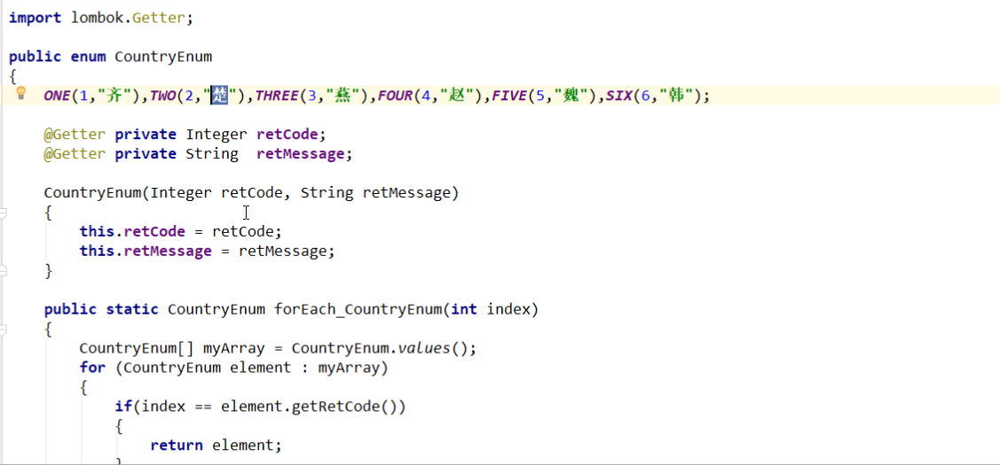 import lombok.Getter;
public enum CountryEnum
{
ONE(1,"齐"),TWO(2,"楚"),THREE(3,"燕"),FOUR(4,"赵"),FIVE(5,"魏"),SIX(6,"韩");
@Getter private Integer retCode;
@Getter private String  retMessage;
CountryEnum(Integer retCode, String retMessage)
{
this.retCode = retCode;
this.retMessage = retMessage;
}
public static CountryEnum forEach_CountryEnum(int index)
{
CountryEnum[] myArray = CountryEnum.values();
for (CountryEnum element : myArray)
{
if(index == element.getRetCode())
{
return element;
}